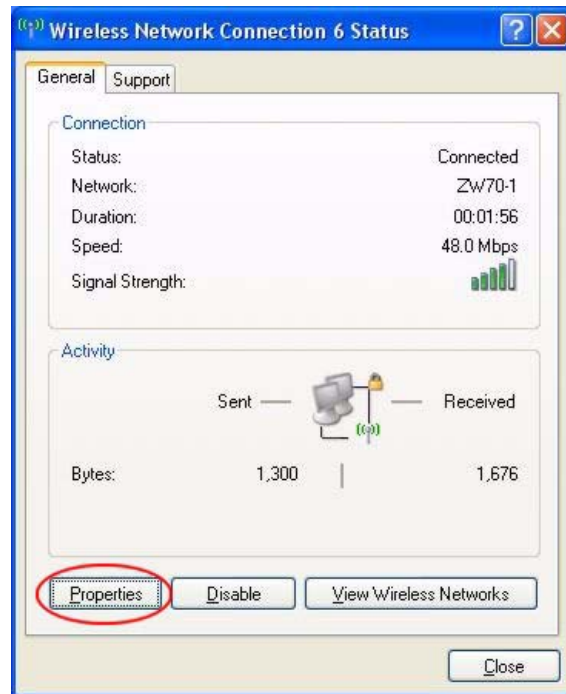 Wireless Network Connection 6 Status
General Support
Connection
Status: Connected
Network: ZW70-1
Duration: 00:01:56
Speed: 48.0 Mbps
Signal Strength:
Activity
Sent — — Received
Bytes: 1,300 | 1,676
Properties Disable View Wireless Networks
Close